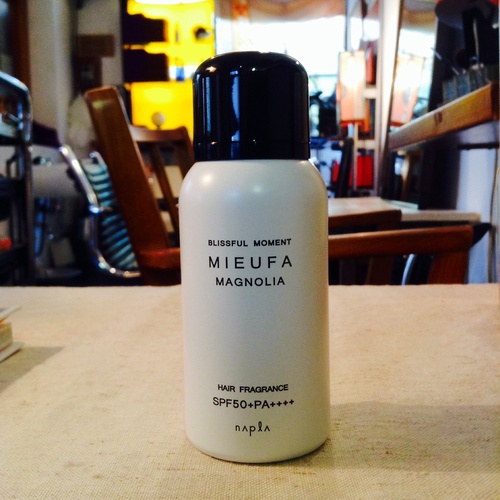 BLISSFUL MOMENT
MIEUFA
MAGNOLIA
HAIR FRAGRANCE
SPF50+PA++++
napla